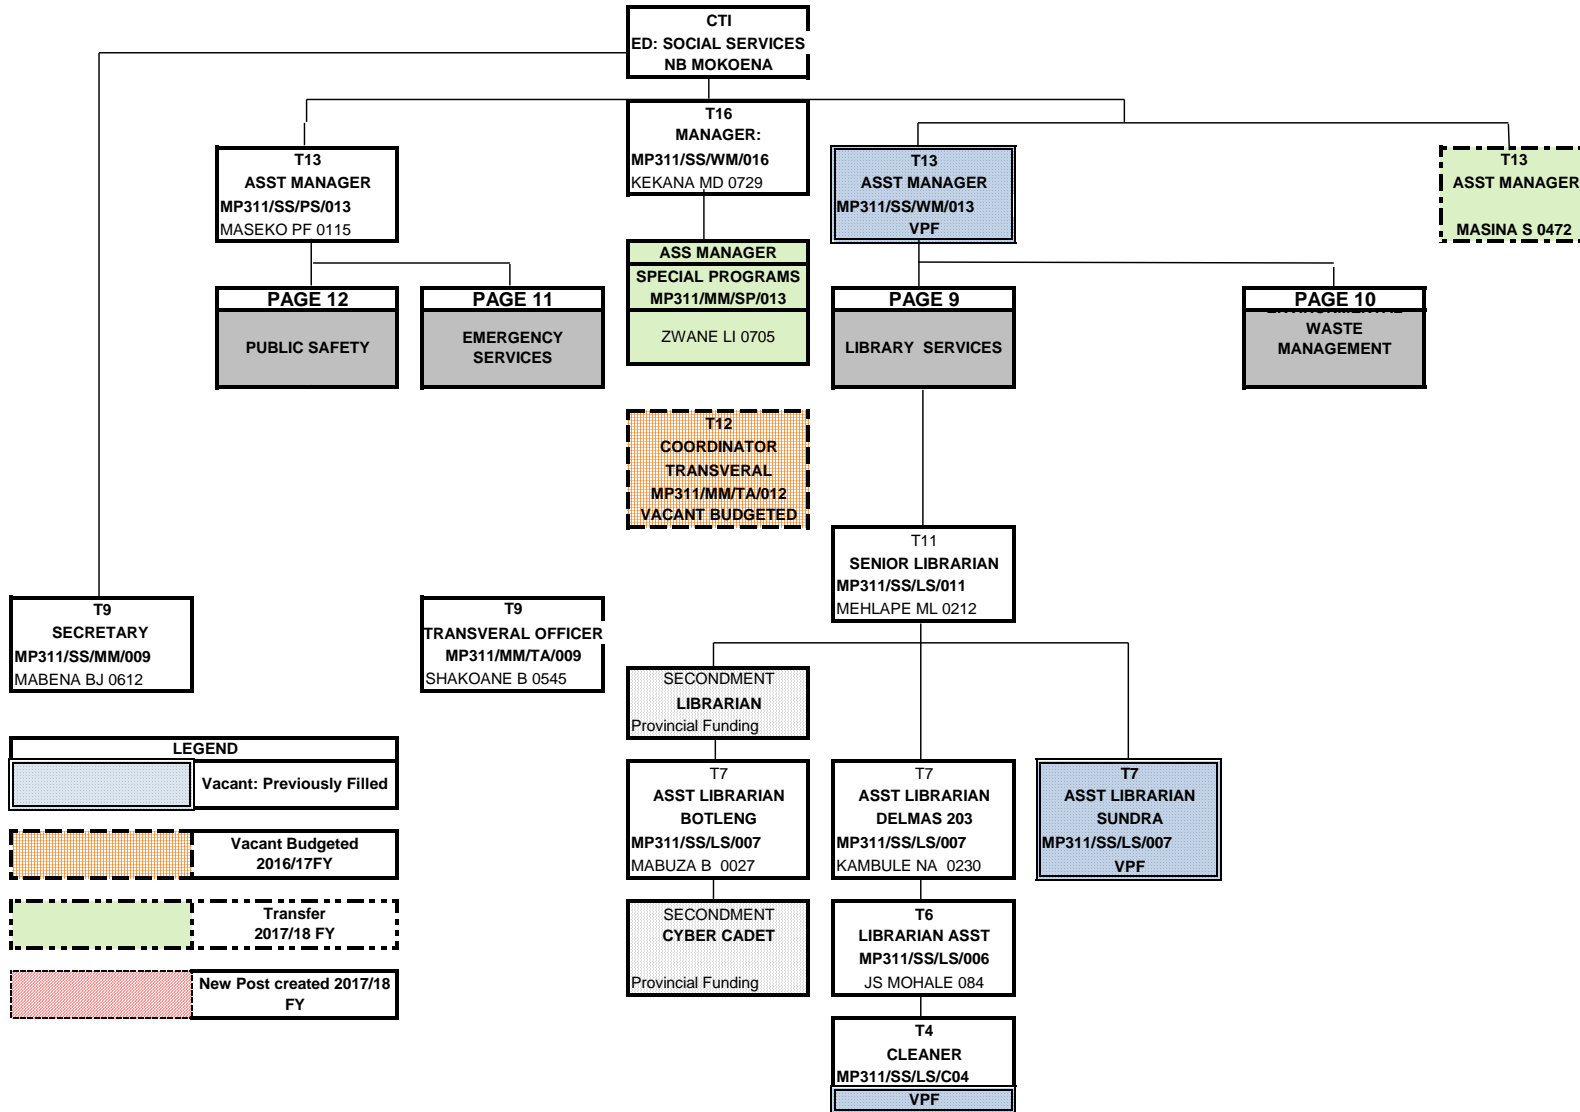 CTI
ED: SOCIAL SERVICES
NB MOKOENA
T16
MANAGER:
MP311/SS/WM/016
KEKANA MD 0729
T13
ASST MANAGER
MP311/SS/PS/013
MASEKO PF 0115
T13
ASST MANAGER
MP311/SS/WM/013
VPF
T13
ASST MANAGER
MASINA S 0472
ASS MANAGER
SPECIAL PROGRAMS
MP311/MM/SP/013
ZWANE LI 0705
PAGE 12
PUBLIC SAFETY
PAGE 11
EMERGENCY
SERVICES
PAGE 9
LIBRARY  SERVICES
PAGE 10
WASTE
MANAGEMENT
T12
COORDINATOR
TRANSVERAL
MP311/MM/TA/012
VACANT BUDGETED
T11
SENIOR LIBRARIAN
MP311/SS/LS/011
MEHLAPE ML 0212
T9
SECRETARY
MP311/SS/MM/009
MABENA BJ 0612
T9
TRANSVERAL OFFICER
MP311/MM/TA/009
SHAKOANE B 0545
SECONDMENT
LIBRARIAN
Provincial Funding
LEGEND
Vacant: Previously Filled
Vacant Budgeted
2016/17FY
Transfer
2017/18 FY
New Post created 2017/18
FY
T7
ASST LIBRARIAN
BOTLENG
MP311/SS/LS/007
MABUZA B  0027
T7
ASST LIBRARIAN
DELMAS 203
MP311/SS/LS/007
KAMBULE NA  0230
T7
ASST LIBRARIAN
SUNDRA
MP311/SS/LS/007
VPF
SECONDMENT
CYBER CADET
Provincial Funding
T6
LIBRARIAN ASST
MP311/SS/LS/006
JS MOHALE 084
T4
CLEANER
MP311/SS/LS/C04
VPF